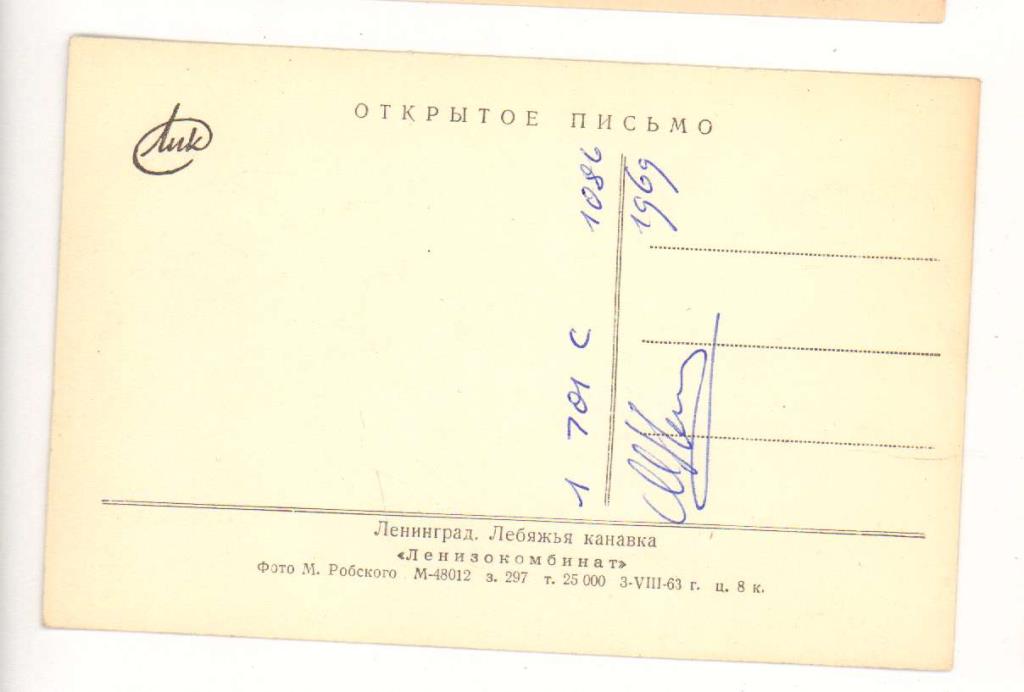 Лик
ОТКРЫТОЕ ПИСЬМО
1 701 С 1086
1969
Ленинград. Лебяжья канавка
«Ленизокомбинат»
Фото М. Робского М-48012 з. 297 т. 25 000 3-VIII-63 г. ц. 8 к.